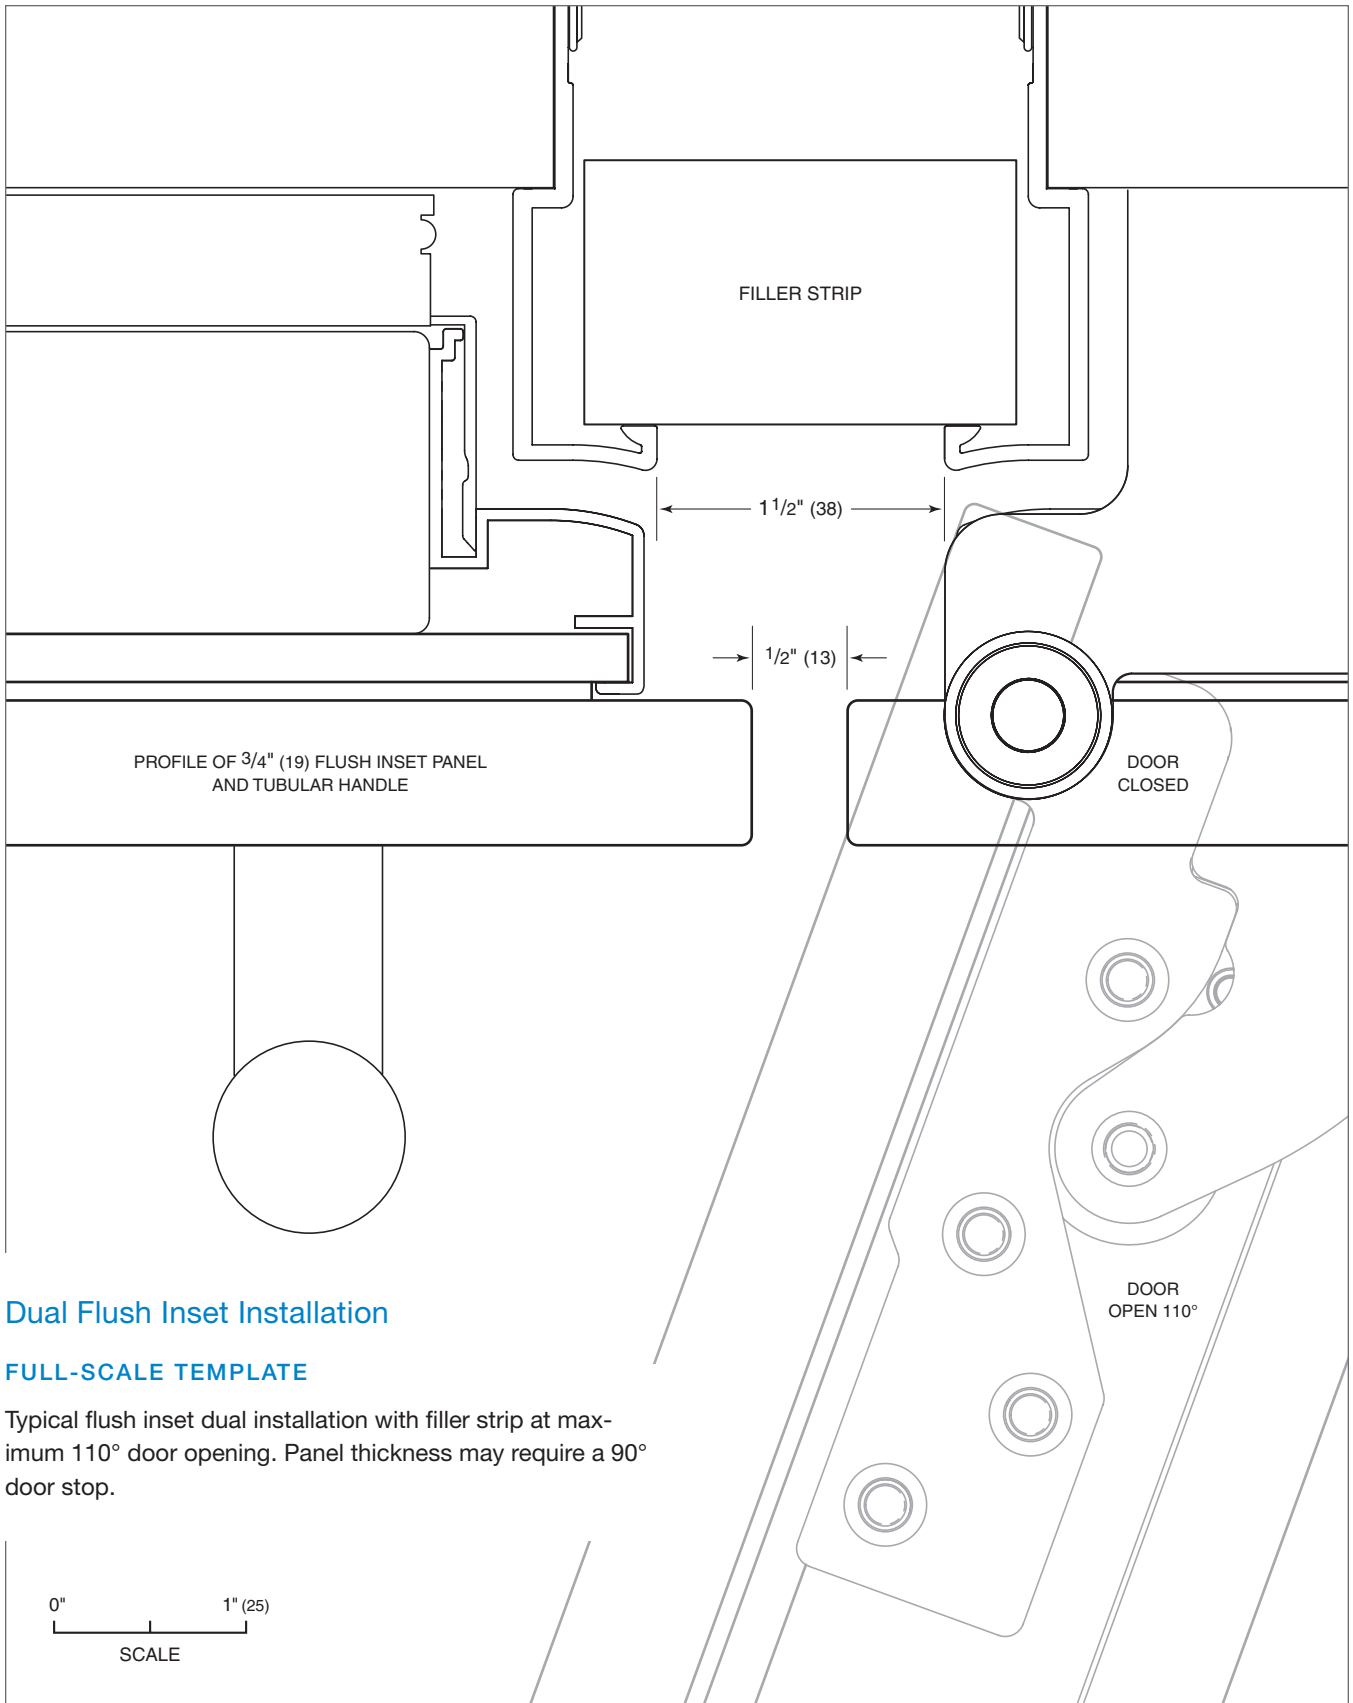 FILLER STRIP
1 1/2" (38)
1/2" (13)
PROFILE OF 3/4" (19) FLUSH INSET PANEL
AND TUBULAR HANDLE
DOOR
CLOSED
DOOR
OPEN 110°
Dual Flush Inset Installation
FULL-SCALE TEMPLATE
Typical flush inset dual installation with filler strip at max-
imum 110° door opening. Panel thickness may require a 90°
door stop.
0" 1" (25)
SCALE